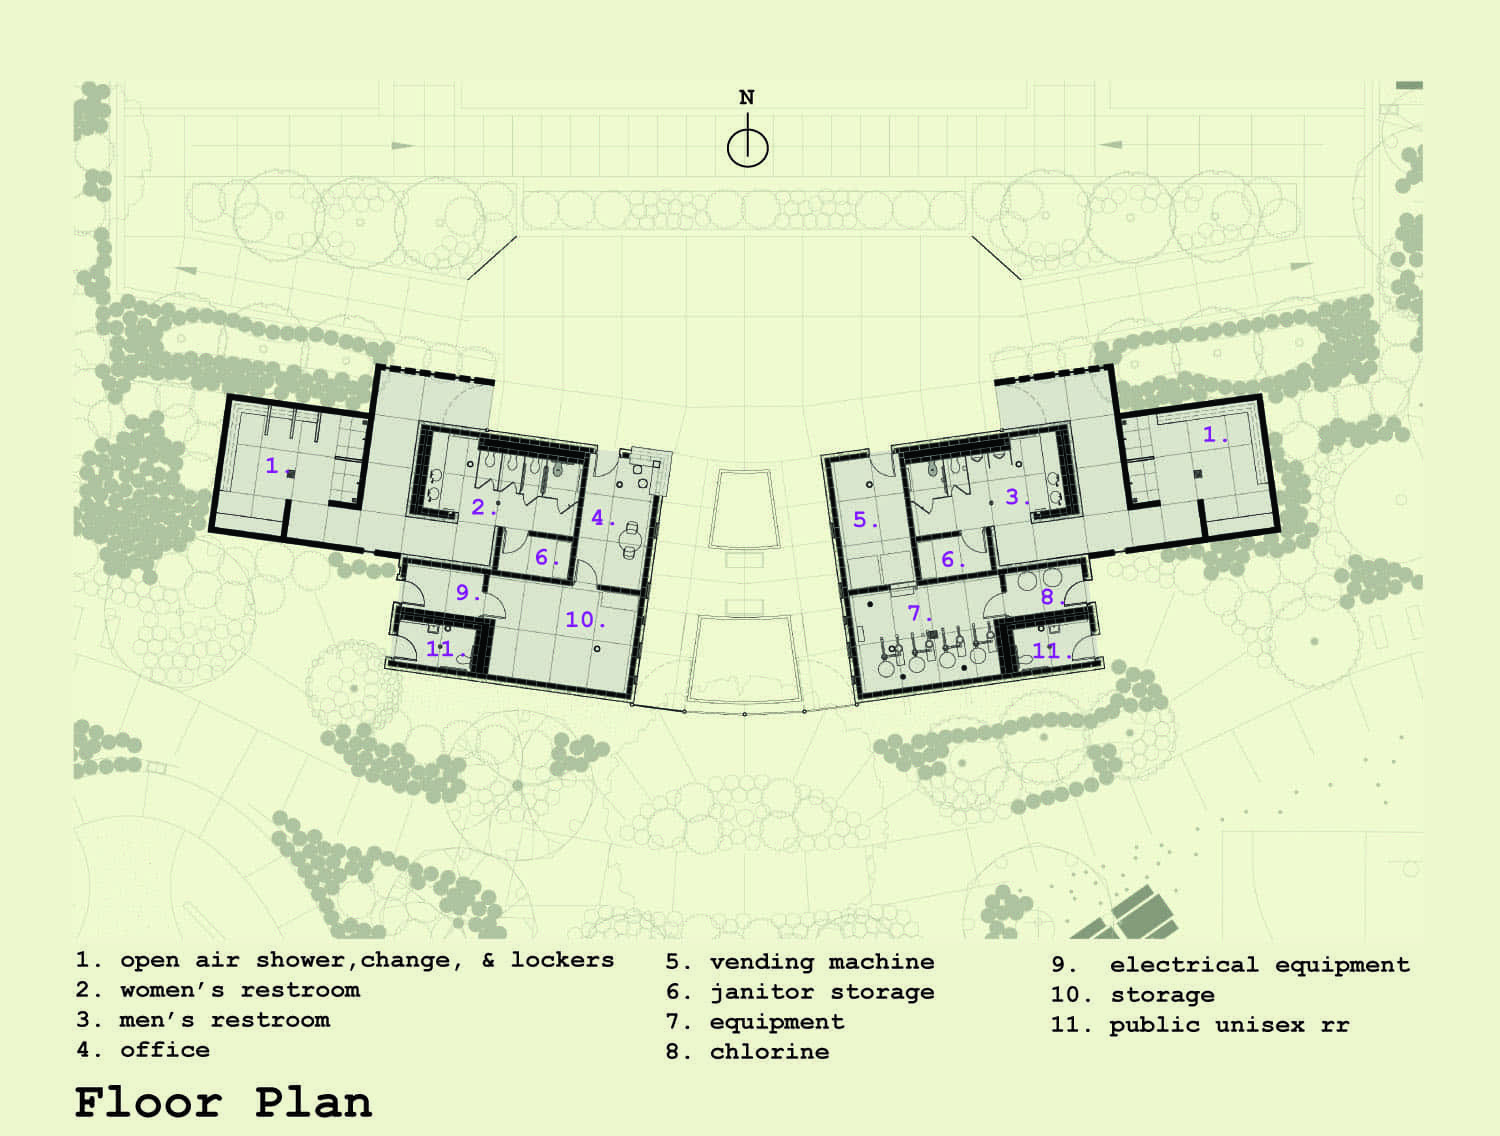 N
1.
1.
2.
3.
4.
5.
6.
6.
9.
8.
10.
7.
11.
11.
1. open air shower,change, & lockers
2. women’s restroom
3. men’s restroom
4. office
5. vending machine
6. janitor storage
7. equipment
8. chlorine
9. electrical equipment
10. storage
11. public unisex rr
Floor Plan